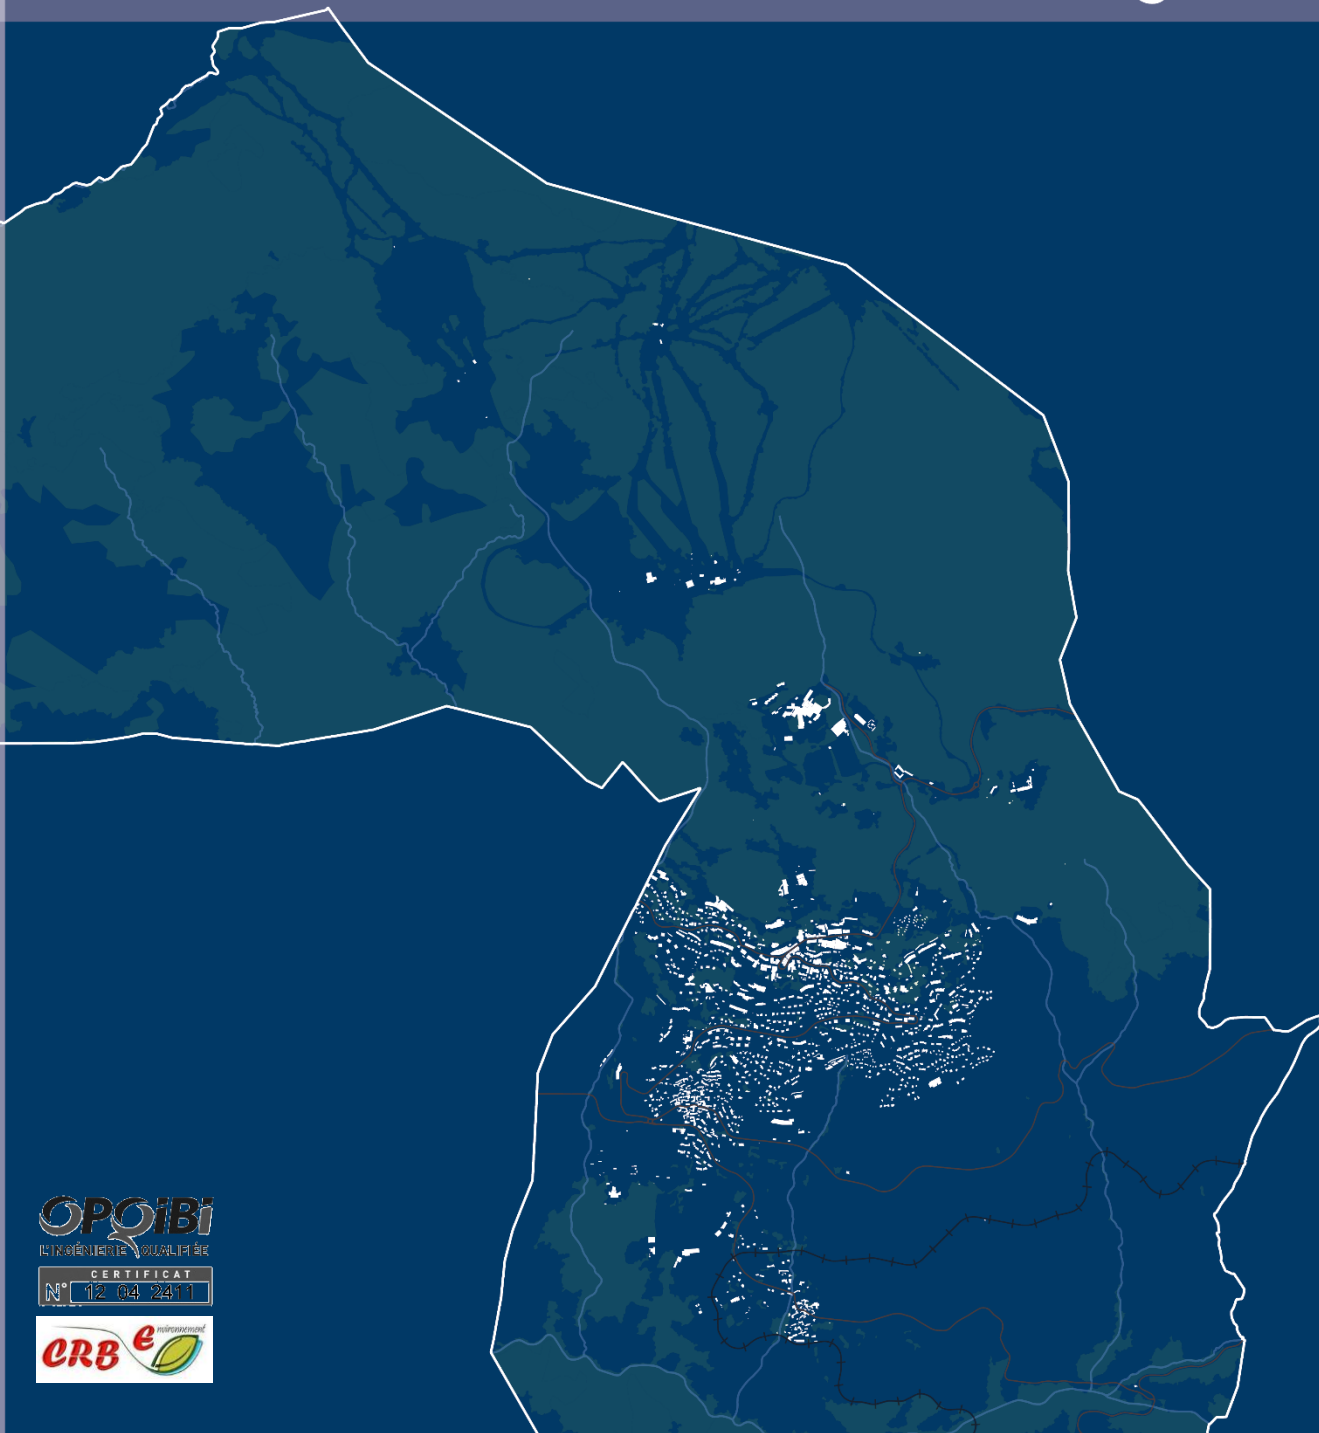 OPQiBi
L'INGÉNIERIE QUALIFIÉE
CERTIFICAT
N° 12 04 2411
CRB Environnement